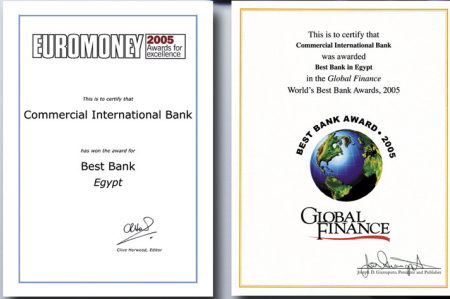 EUROMONEY 2005
Awards for
excellence
This is to certify that
Commercial International Bank
has won the award for
Best Bank
Egypt
Clive Horwood, Editor
This is to certify that
Commercial International Bank
was awarded
Best Bank in Egypt
in the Global Finance
World's Best Bank Awards, 2005
BEST BANK AWARD • 2005
GLOBAL
FINANCE
Joseph D. Giarraputo, President and Publisher